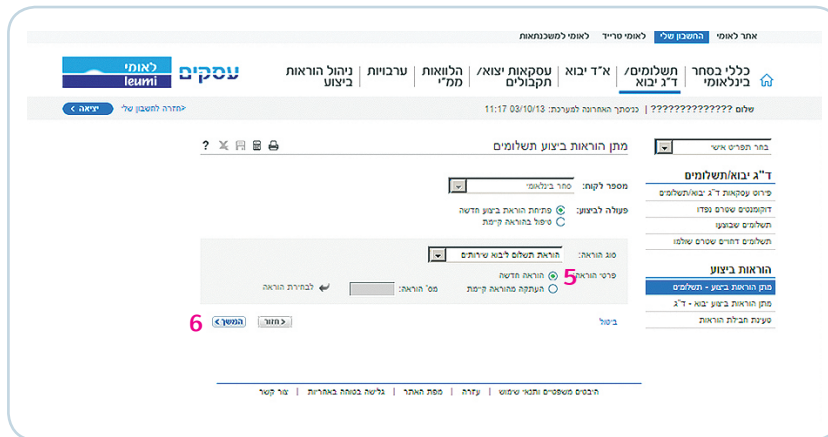 אתר לאומי החשבון שלי לאומי טרייד לאומי למשכנתאות
כללי בסחר בינלאומי | תשלומים/ ד"ג יבוא | א"ד יבוא | עסקאות יצוא/ תקבולים | הלוואות ממ"י | ערבויות | ניהול הוראות ביצוע
עסקים
לאומי
leumi
שלום ?????????????? | כניסתך האחרונה למערכת: 03/10/13 11:17
>חזרה לחשבון שלי
יציאה >
בחר תפריט אישי
ד"ג יבוא/תשלומים
פירוט עסקאות ד"ג יבוא/תשלומים
דוקומנטים שטרם נפדו
תשלומים שבוצעו
תשלומים דחויים שטרם שולמו
הוראות ביצוע
מתן הוראות ביצוע - תשלומים
מתן הוראות ביצוע יבוא - ד"ג
טעינת חבילת הוראות
מתן הוראות ביצוע תשלומים
?
מספר לקוח: סחר בינלאומי
פעולה לביצוע: פתיחת הוראת ביצוע חדשה
טיפול בהוראה קיימת
סוג הוראה: הוראת תשלום ליבוא שירותים
פרטי הוראה: הוראה חדשה
5
העתקה מהוראה קיימת מס' הוראה: לבחירת הוראה
ביטול
< חזור
המשך >
6
היבטים משפטיים ותנאי שימוש | עזרה | מפת האתר | גלישה בטוחה באחריות | צור קשר